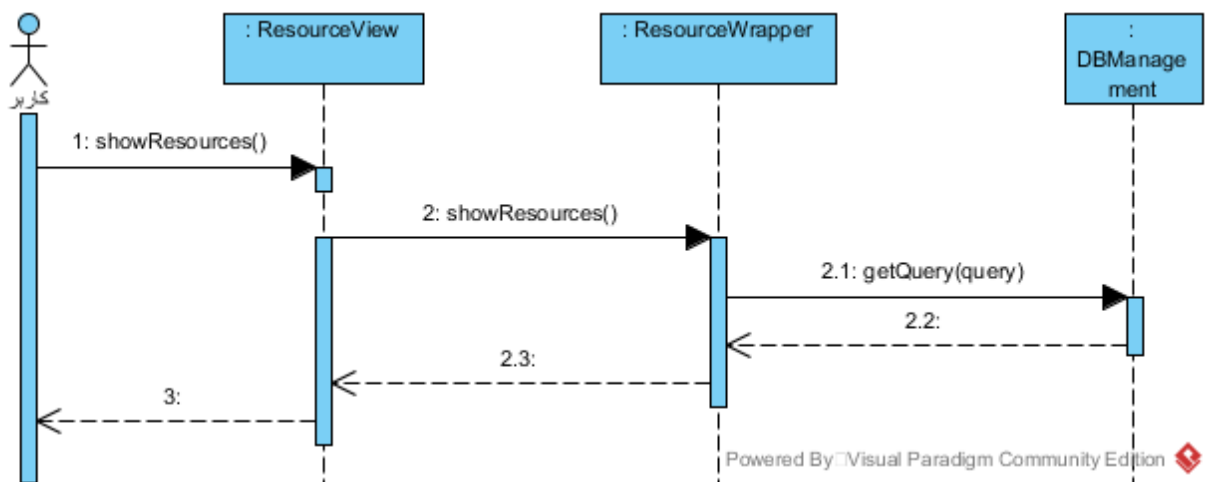 : ResourceView
: ResourceWrapper
:
DBManage
ment
کاربر
1: showResources()
2: showResources()
2.1: getQuery(query)
2.2:
2.3:
3:
Powered By□Visual Paradigm Community Edition